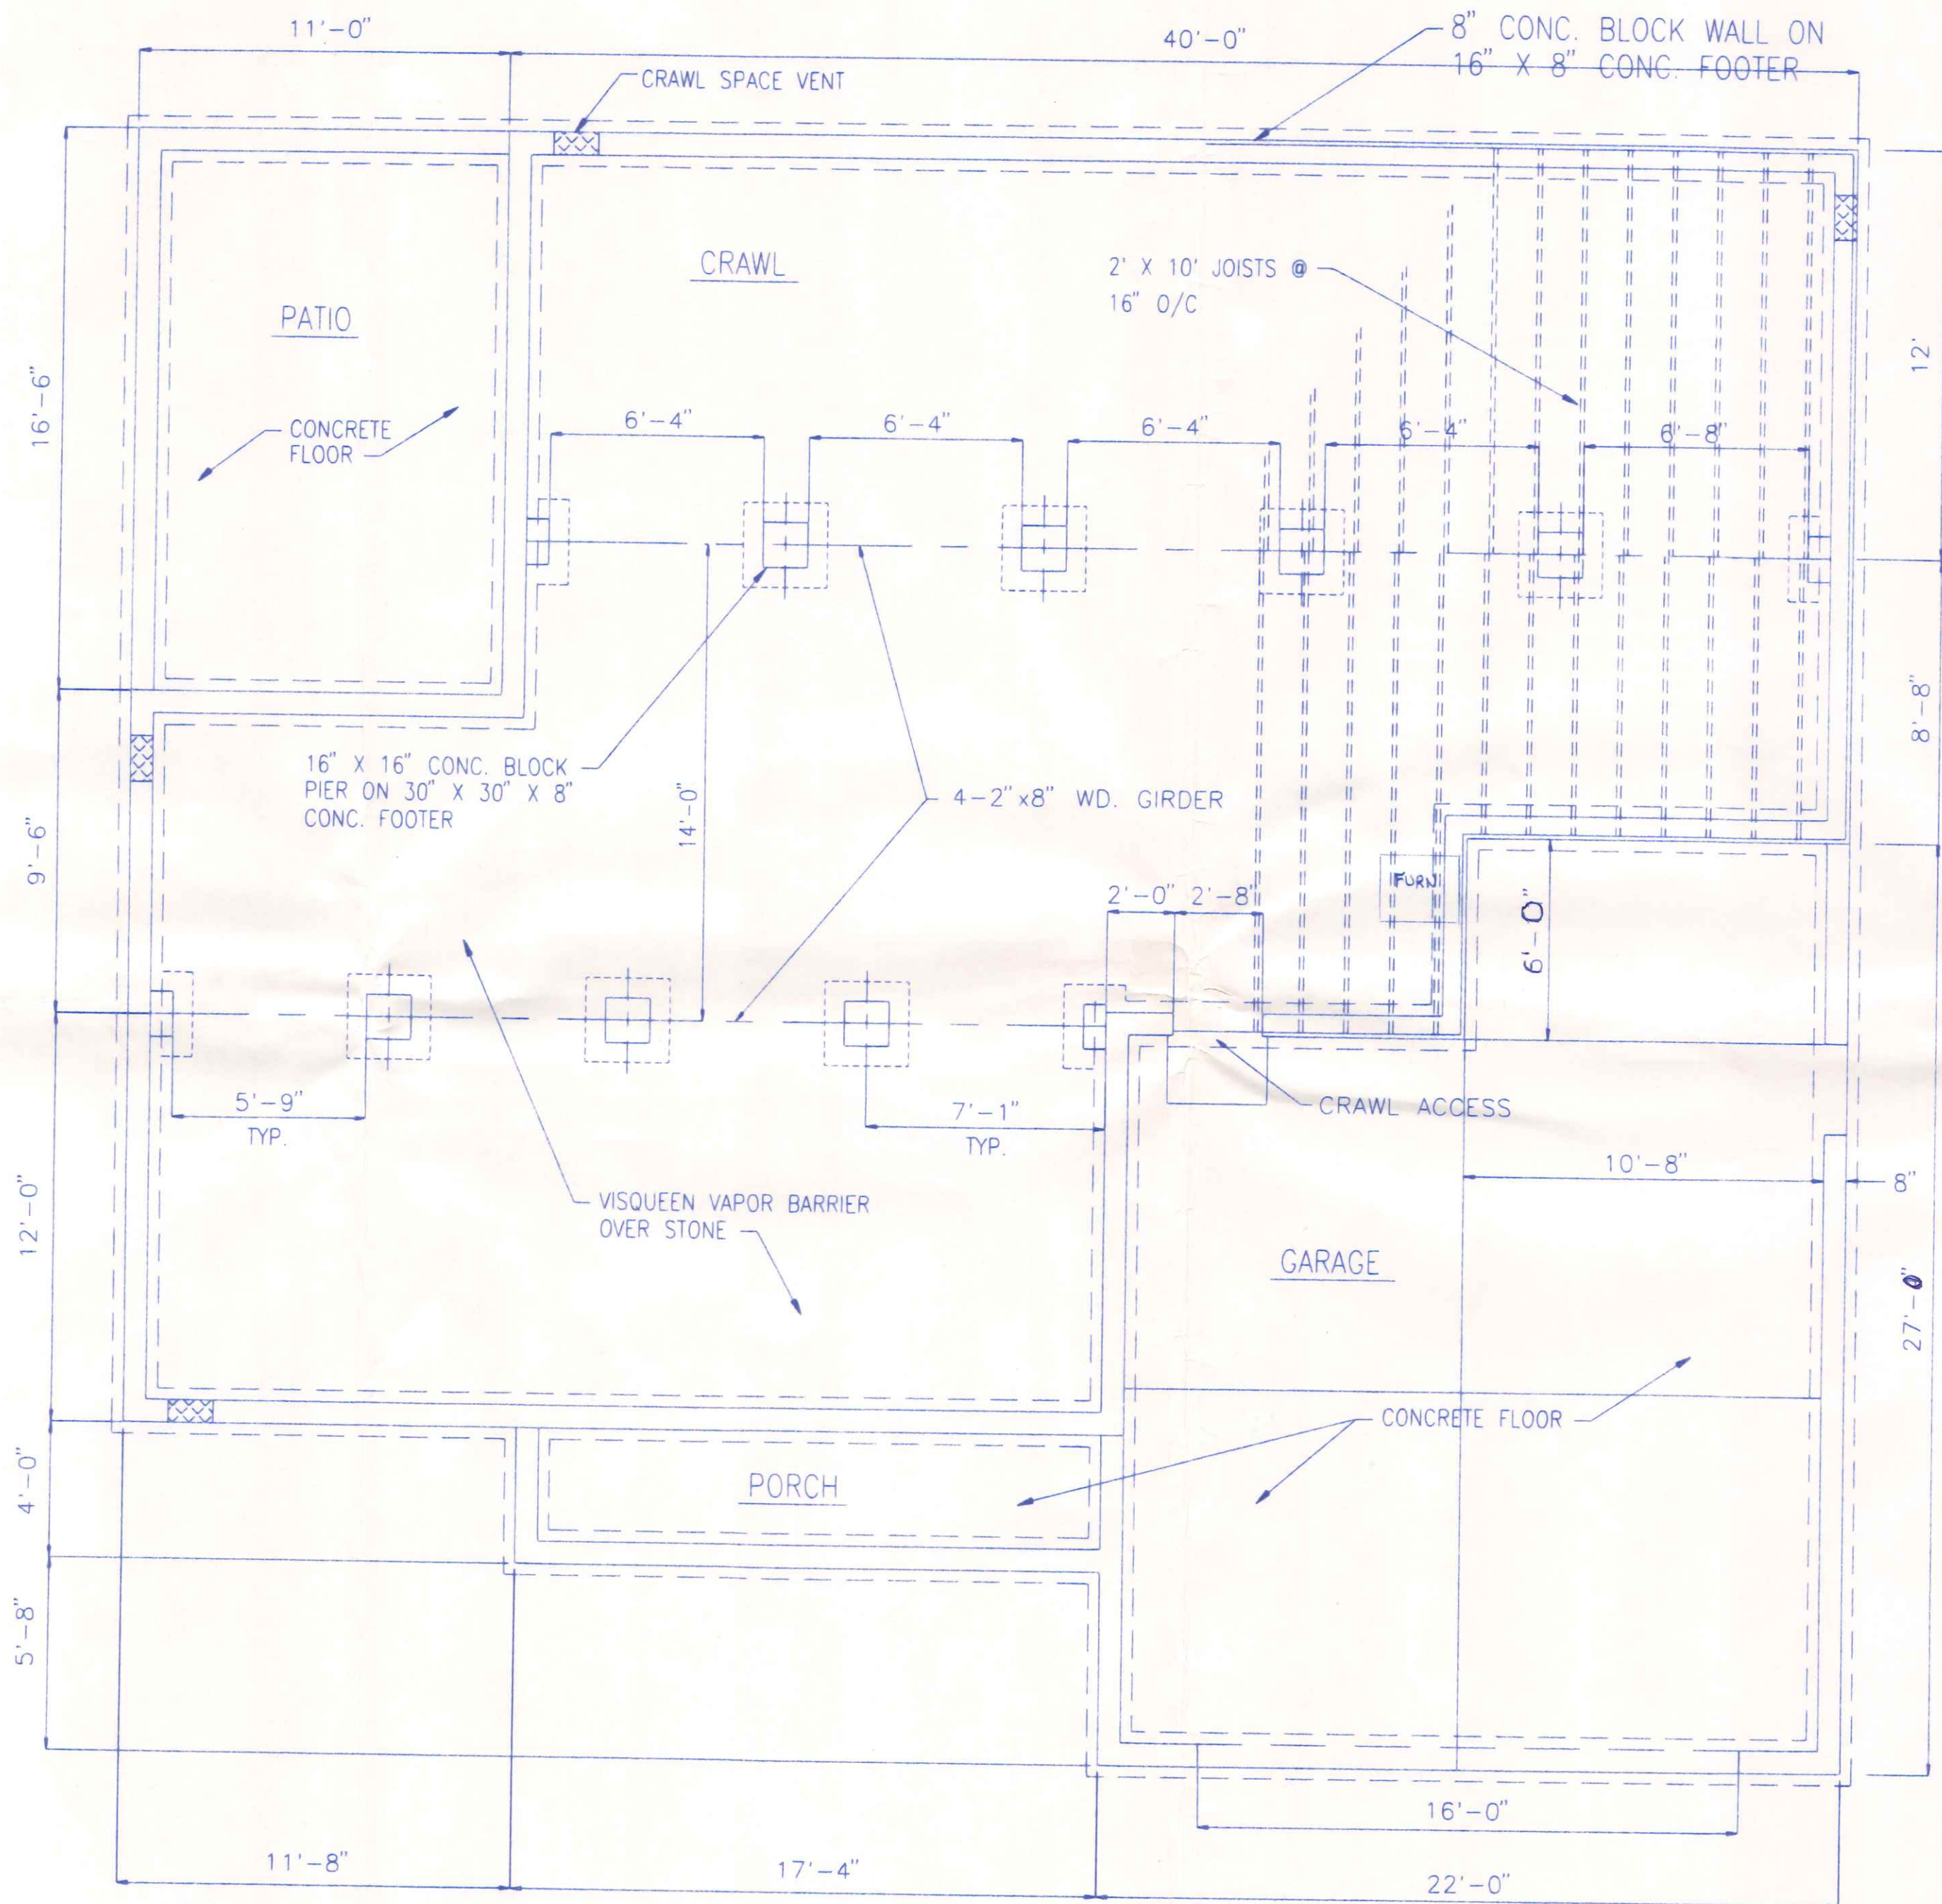 11'-0"
40'-0"
8" CONC. BLOCK WALL ON
16" X 8" CONC. FOOTER
CRAWL SPACE VENT
CRAWL
2' X 10' JOISTS @
16" O/C
PATIO
12'
16'-6"
CONCRETE
FLOOR
6'-4"
6'-4"
6'-4"
6'-4"
6'-8"
8'-8"
16" X 16" CONC. BLOCK
PIER ON 30" X 30" X 8"
CONC. FOOTER
14'-0"
4-2"x8" WD. GIRDER
9'-6"
FURN
2'-0"
2'-8"
6'-0"
5'-9"
TYP.
7'-1"
TYP.
CRAWL ACCESS
10'-8"
8"
12'-0"
VISQUEEN VAPOR BARRIER
OVER STONE
GARAGE
27'-0"
CONCRETE FLOOR
4'-0"
PORCH
5'-8"
16'-0"
11'-8"
17'-4"
22'-0"